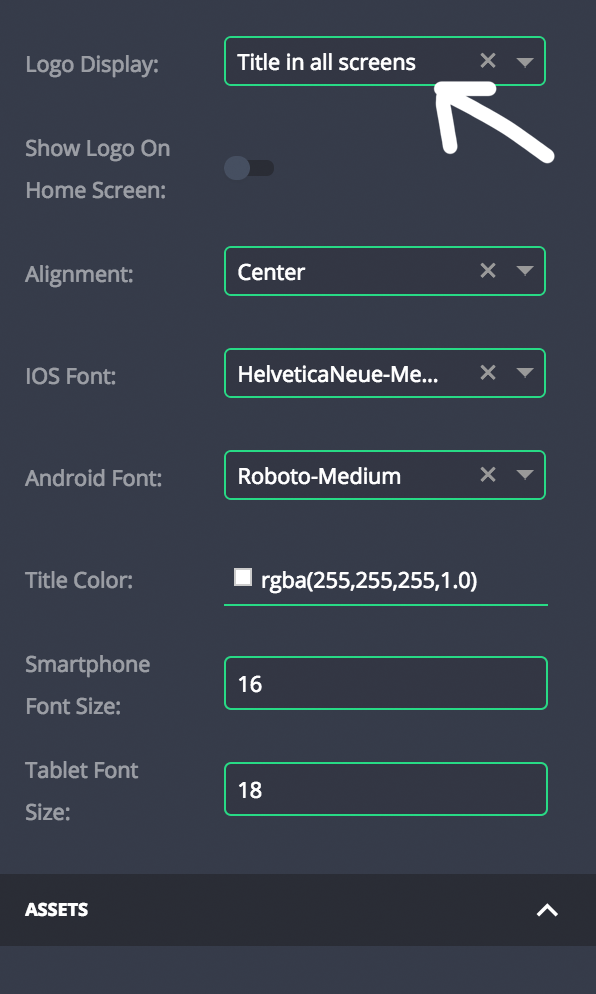 Logo Display:
Title in all screens
Show Logo On
Home Screen:
Alignment:
Center
IOS Font:
HelveticaNeue-Me...
Android Font:
Roboto-Medium
Title Color:
rgba(255,255,255,1.0)
Smartphone
Font Size:
16
Tablet Font
Size:
18
ASSETS